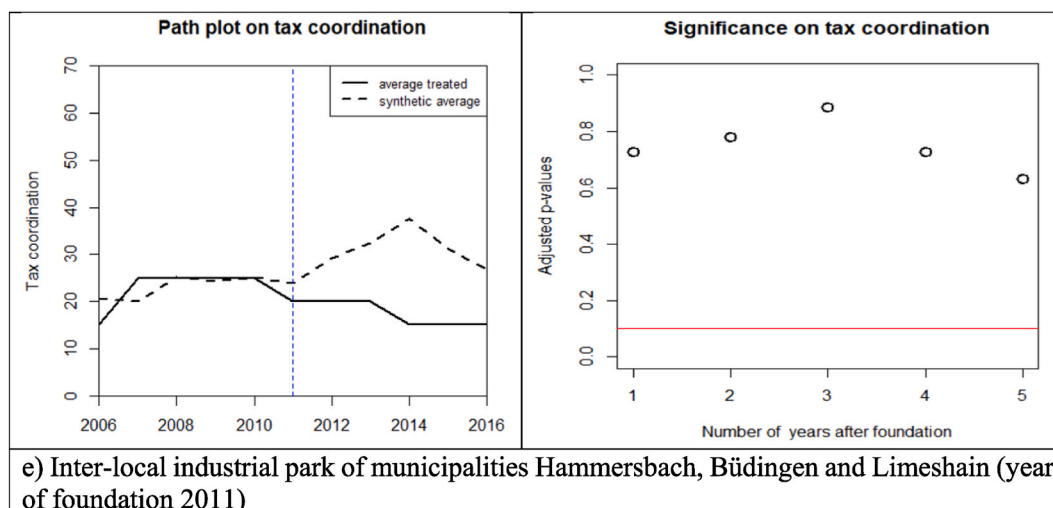 Path plot on tax coordination
70
60
50
40
30
20
10
0
Tax coordination
average treated
synthetic average
2006 2008 2010 2012 2014 2016
Significance on tax coordination
1.0
0.8
0.6
0.4
0.2
0.0
Adjusted p-values
1 2 3 4 5
Number of years after foundation
e) Inter-local industrial park of municipalities Hammersbach, Büdingen and Limeshain (year
of foundation 2011)